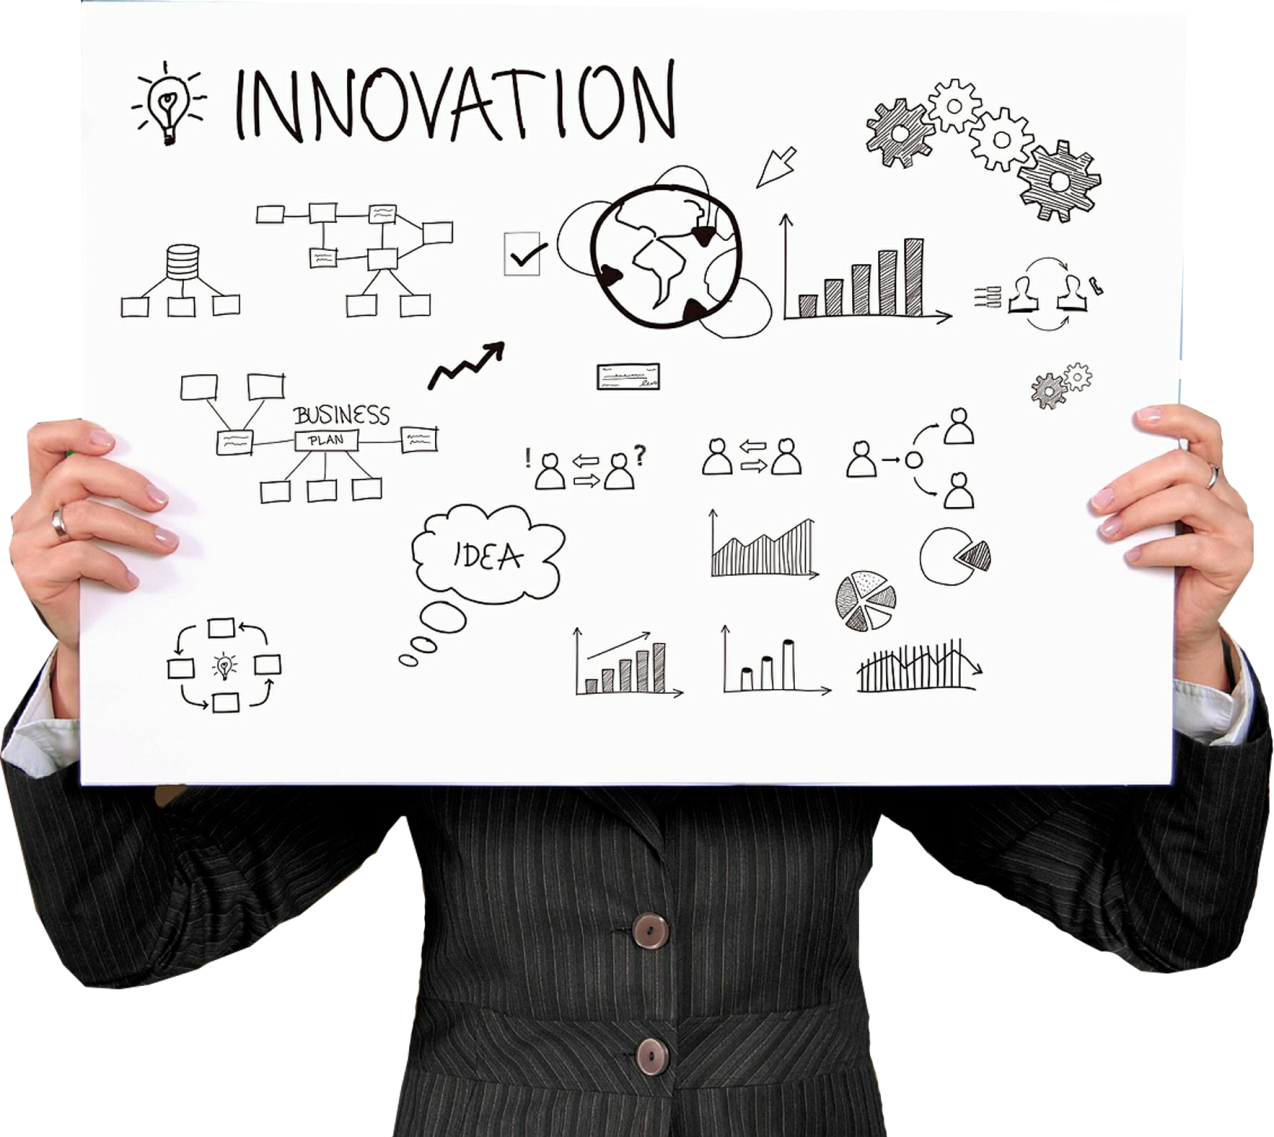 INNOVATION
BUSINESS
PLAN
! ?
IDEA